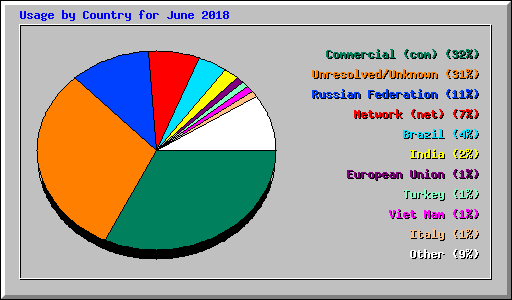 Usage by Country for June 2018
Commercial (com) (32%)
Unresolved/Unknown (31%)
Russian Federation (11%)
Network (net) (7%)
Brazil (4%)
India (2%)
European Union (1%)
Turkey (1%)
Viet Nam (1%)
Italy (1%)
Other (9%)